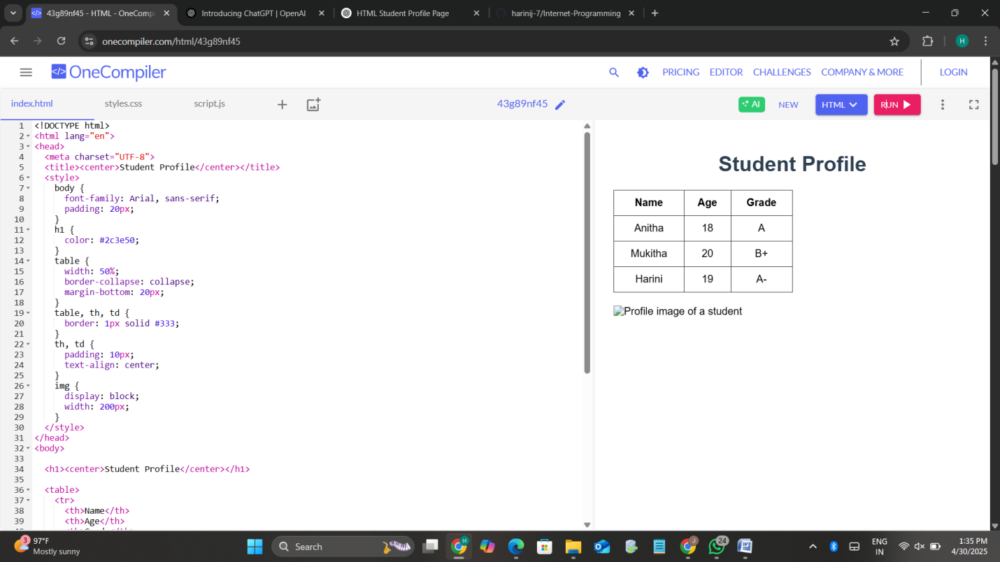 43g89nf45 - HTML - OneCompi
Introducing ChatGPT | OpenAI
HTML Student Profile Page
harinij-7/Internet-Programming
onecompiler.com/html/43g89nf45
H
</> OneCompiler
PRICING
EDITOR
CHALLENGES
COMPANY & MORE
LOGIN
index.html
styles.css
script.js
43g89nf45
AI
NEW
HTML
RUN
1 <!DOCTYPE html>
2 <html lang="en">
3 <head>
4 <meta charset="UTF-8">
5 <title><center>Student Profile</center></title>
6 <style>
7 body {
8 font-family: Arial, sans-serif;
9 padding: 20px;
10 }
11 h1 {
12 color: #2c3e50;
13 }
14 table {
15 width: 50%;
16 border-collapse: collapse;
17 margin-bottom: 20px;
18 }
19 table, th, td {
20 border: 1px solid #333;
21 }
22 th, td {
23 padding: 10px;
24 text-align: center;
25 }
26 img {
27 display: block;
28 width: 200px;
29 }
30 </style>
31 </head>
32 <body>
33
34 <h1><center>Student Profile</center></h1>
35
36 <table>
37 <tr>
38 <th>Name</th>
39 <th>Age</th>
Student Profile
Name Age Grade
Anitha 18 A
Mukitha 20 B+
Harini 19 A-
Profile image of a student
3
97°F
Mostly sunny
Search
H
J
24
ENG
IN
1:35 PM
4/30/2025